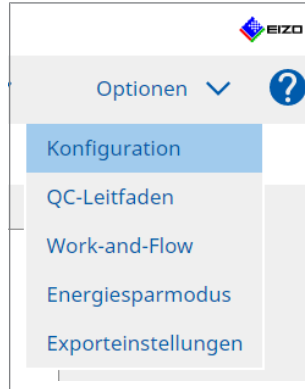 EIZO
Optionen
?
Konfiguration
QC-Leitfaden
Work-and-Flow
Energiesparmodus
Exporteinstellungen